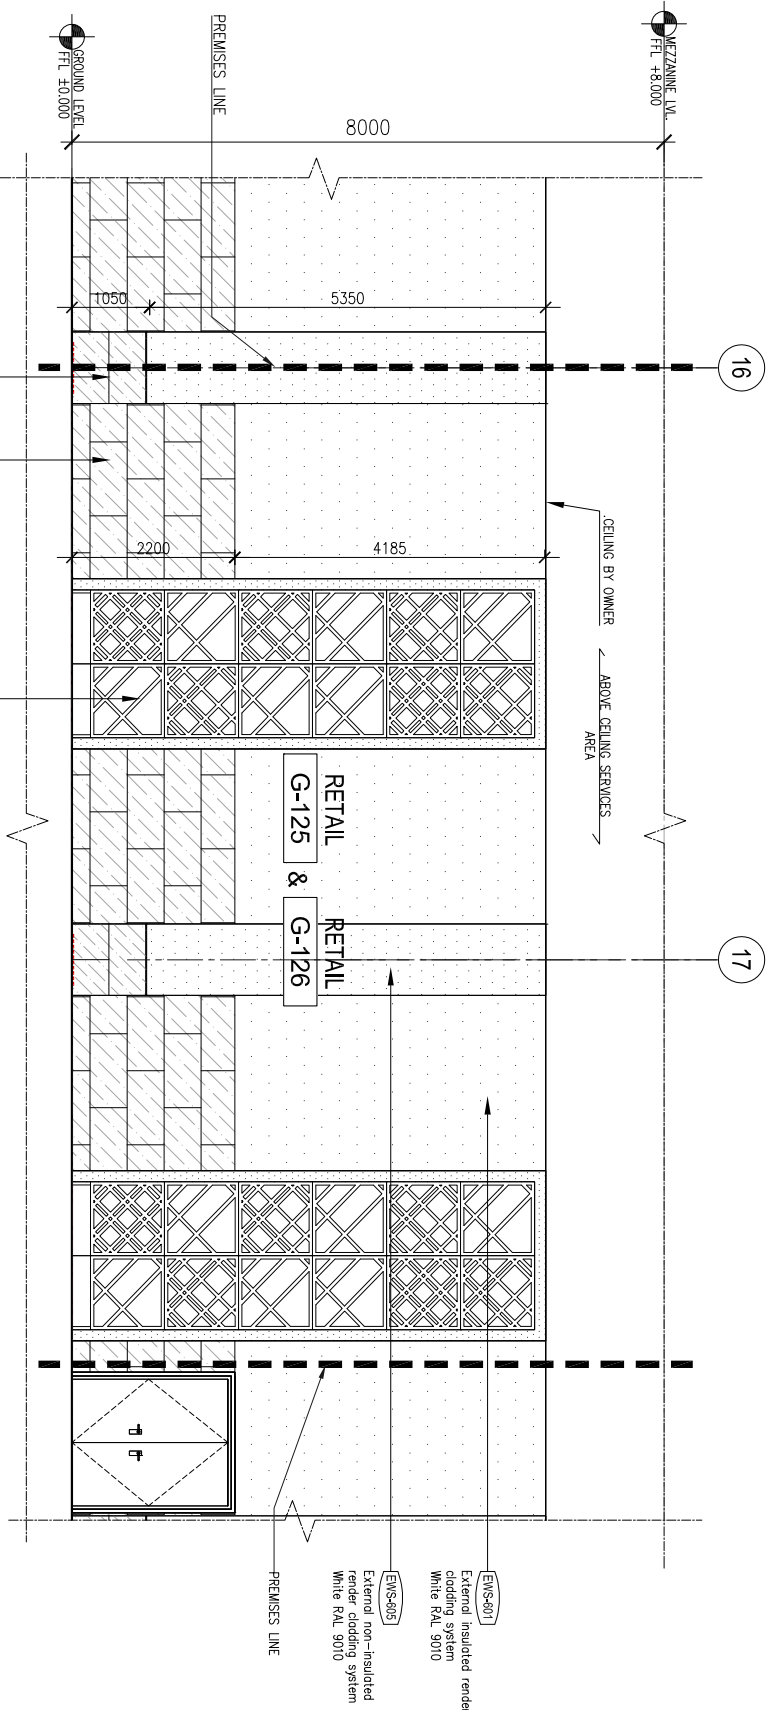 MEZZANINE LVL.
FFL +8.000
16
17
.CEILING BY OWNER
ABOVE CEILING SERVICES
AREA
8000
5350
4185
1050
2200
RETAIL
G-125
&
RETAIL
G-126
PREMISES LINE
GROUND LEVEL
FFL ±0.000
EWS-601
External insulated render
cladding system
White RAL 9010
EWS-605
External non-insulated
render cladding system
White RAL 9010
PREMISES LINE